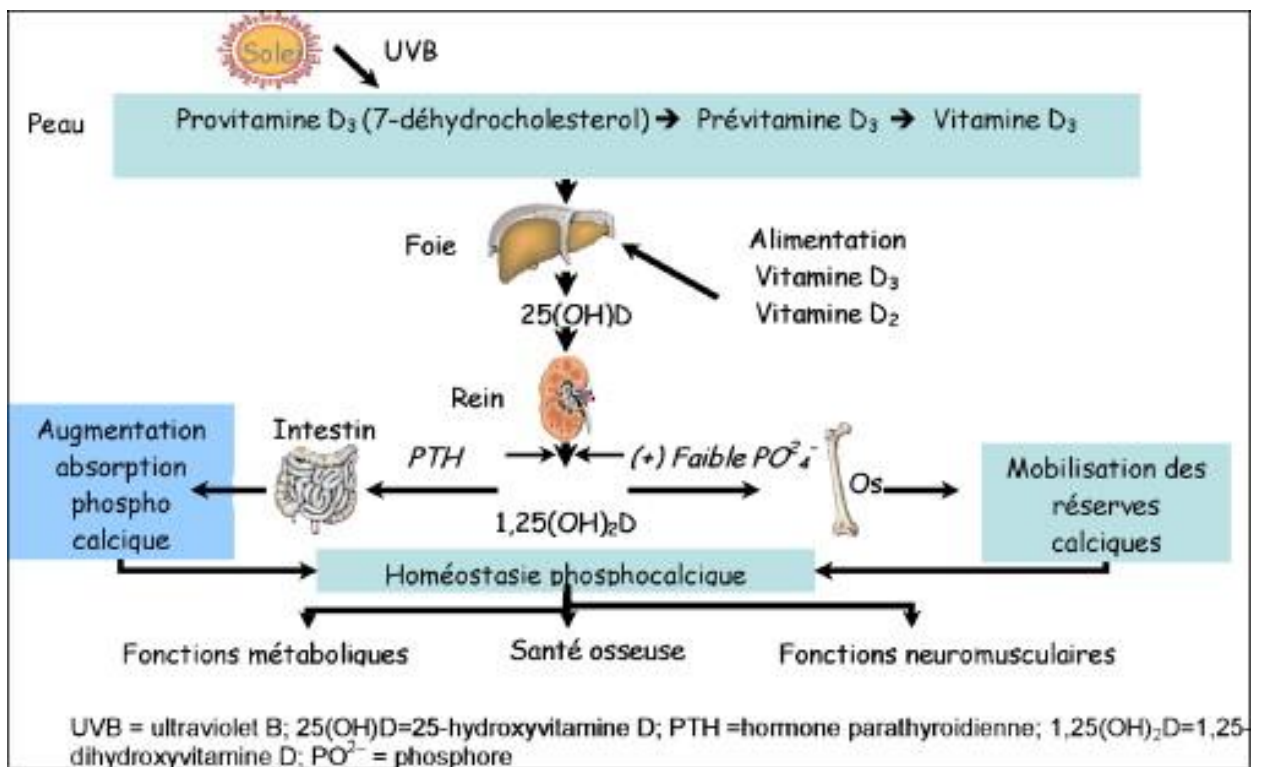 Soleil
UVB
Peau
Provitamine D₃ (7-déhydrocholesterol) ➔ Prévitamine D₃ ➔ Vitamine D₃
Foie
Alimentation
Vitamine D₃
Vitamine D₂
25(OH)D
Rein
Augmentation
absorption
phospho
calcique
Intestin
PTH
(+) Faible PO²₄⁻
Os
Mobilisation des
réserves
calciques
1,25(OH)₂D
Homéostasie phosphocalcique
Fonctions métaboliques
Santé osseuse
Fonctions neuromusculaires
UVB = ultraviolet B; 25(OH)D=25-hydroxyvitamine D; PTH =hormone parathyroidienne; 1,25(OH)₂D=1,25-
dihydroxyvitamine D; PO²⁻ = phosphore